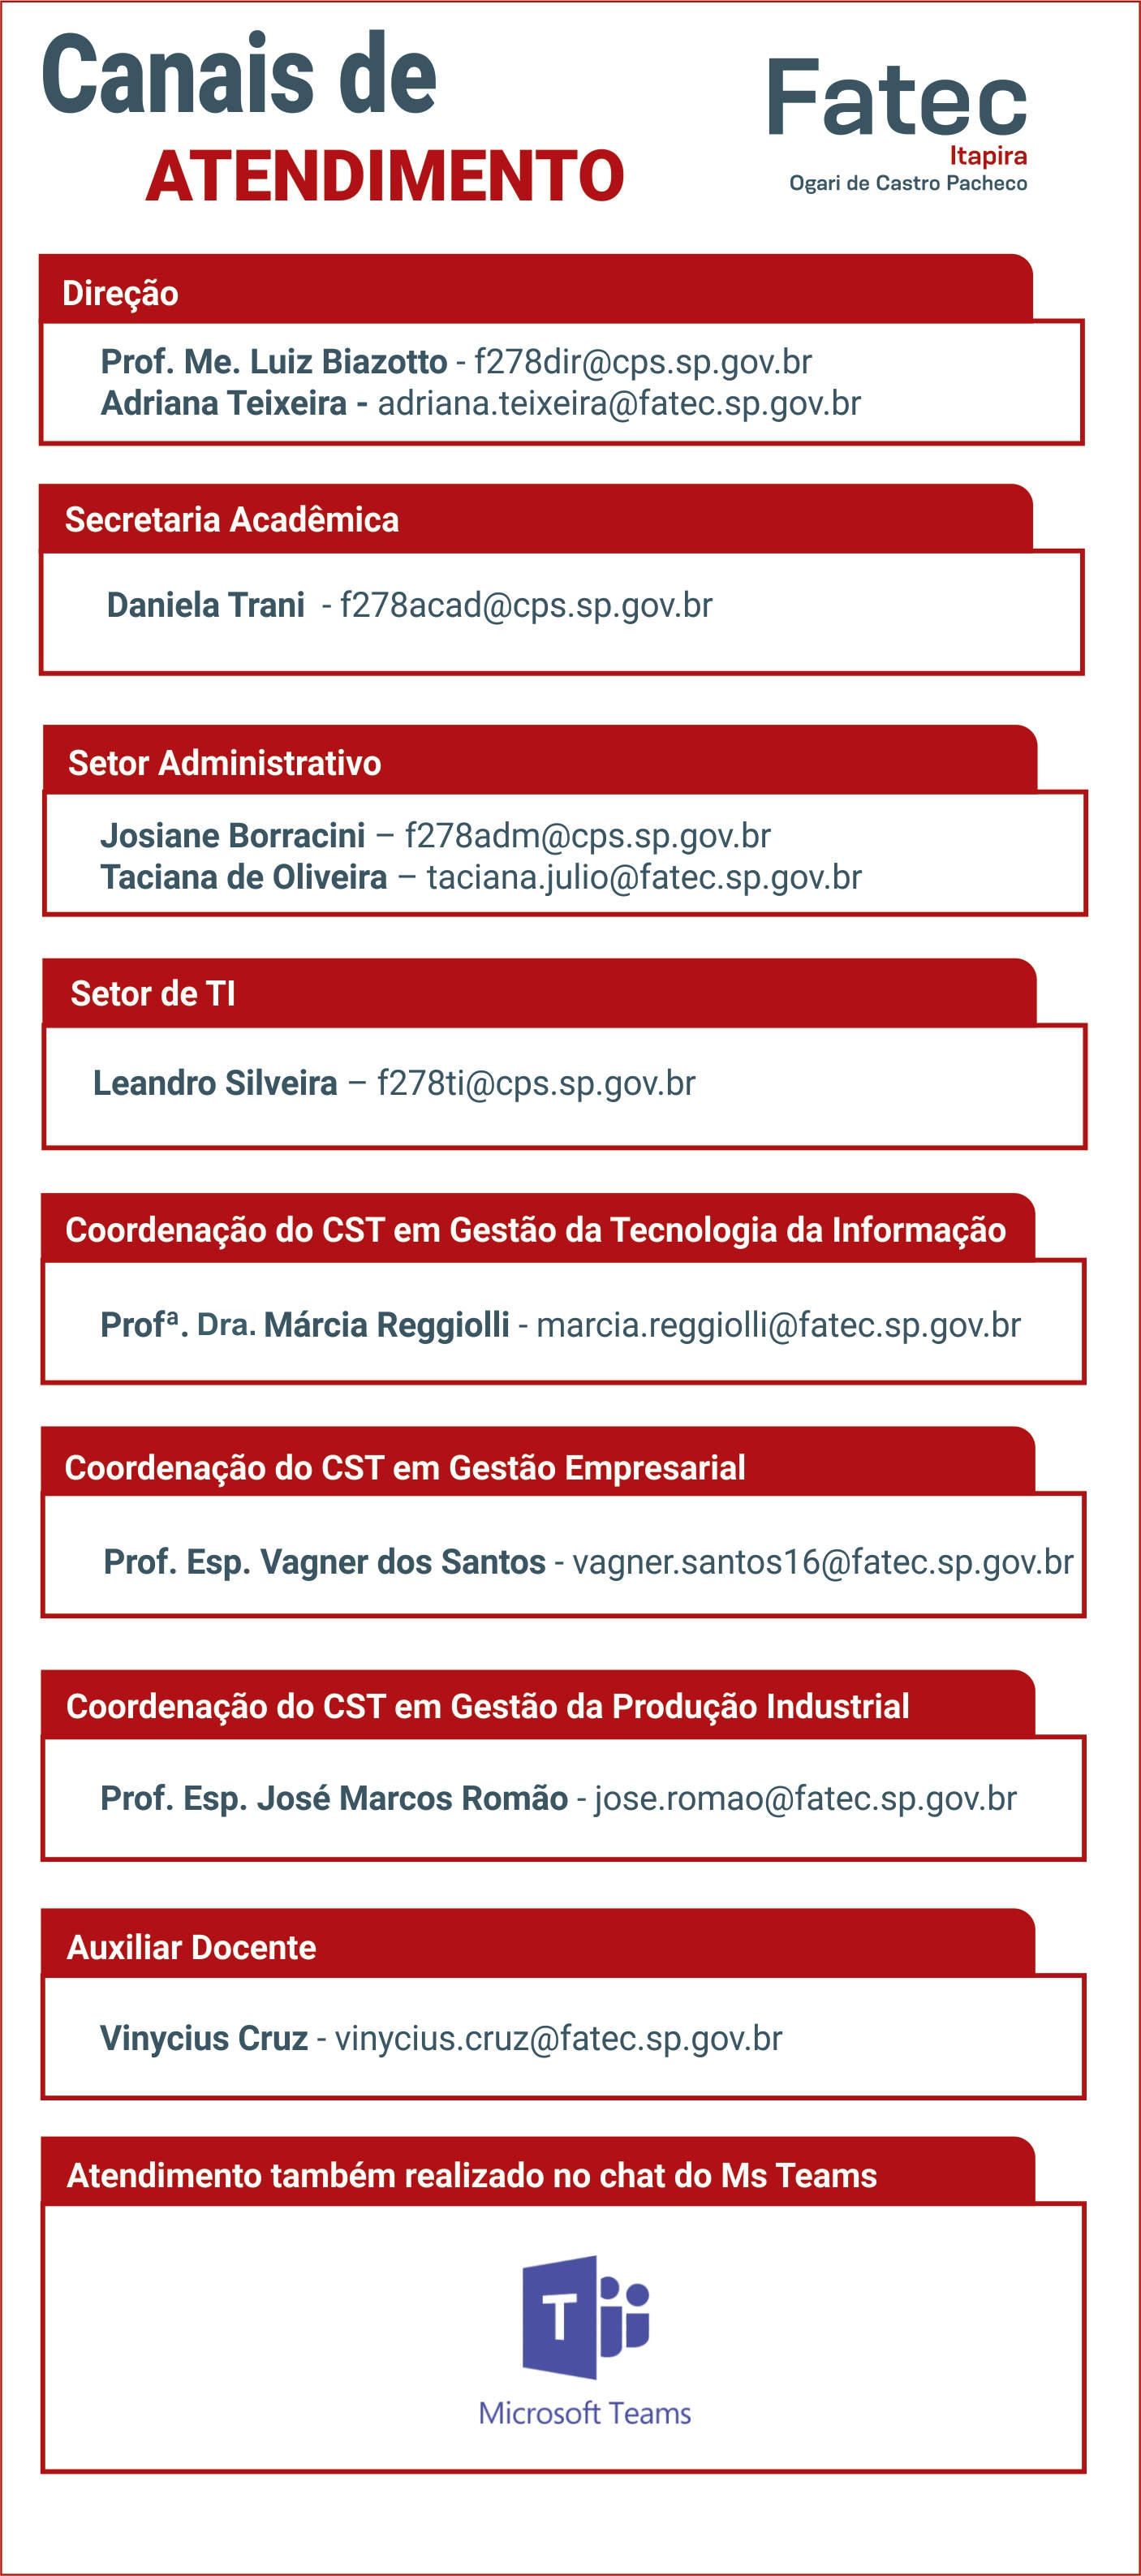 Canais de
ATENDIMENTO
Fatec
Itapira
Ogari de Castro Pacheco
Direção
Prof. Me. Luiz Biazotto - f278dir@cps.sp.gov.br
Adriana Teixeira - adriana.teixeira@fatec.sp.gov.br
Secretaria Acadêmica
Daniela Trani - f278acad@cps.sp.gov.br
Setor Administrativo
Josiane Borracini – f278adm@cps.sp.gov.br
Taciana de Oliveira – taciana.julio@fatec.sp.gov.br
Setor de TI
Leandro Silveira – f278ti@cps.sp.gov.br
Coordenação do CST em Gestão da Tecnologia da Informação
Profª. Dra. Márcia Reggiolli - marcia.reggiolli@fatec.sp.gov.br
Coordenação do CST em Gestão Empresarial
Prof. Esp. Vagner dos Santos - vagner.santos16@fatec.sp.gov.br
Coordenação do CST em Gestão da Produção Industrial
Prof. Esp. José Marcos Romão - jose.romao@fatec.sp.gov.br
Auxiliar Docente
Vinycius Cruz - vinycius.cruz@fatec.sp.gov.br
Atendimento também realizado no chat do Ms Teams
T
Microsoft Teams